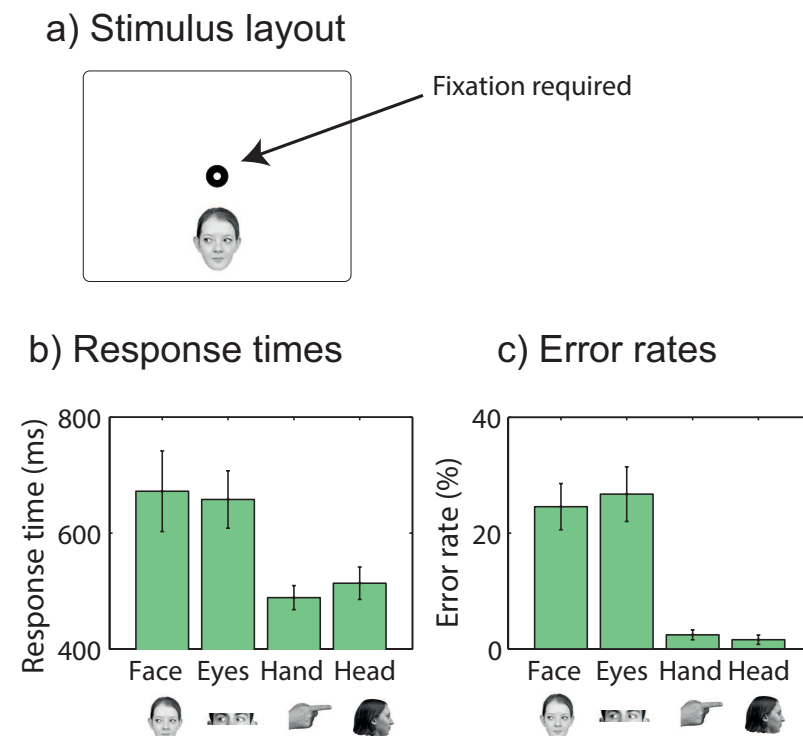 a) Stimulus layout
Fixation required
b) Response times
800
600
400
Response time (ms)
Face Eyes Hand Head
c) Error rates
40
20
0
Error rate (%)
Face Eyes Hand Head